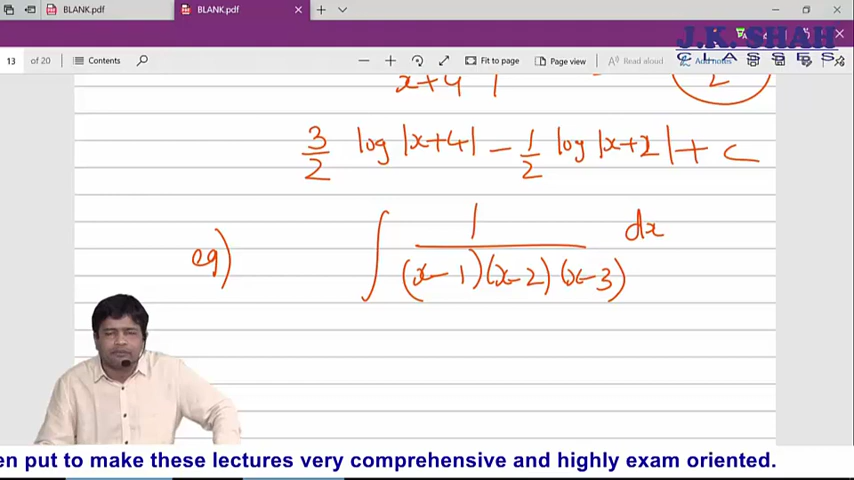 BLANK.pdf
BLANK.pdf
J.K. SHAH
CLASSES
13 of 20
Contents
Fit to page
Page view
Read aloud
Add notes
x+4
2
3/2 log |x+4| - 1/2 log |x+2| + c
eg) ∫ 1/((x-1)(x-2)(x-3)) dx
en put to make these lectures very comprehensive and highly exam oriented.